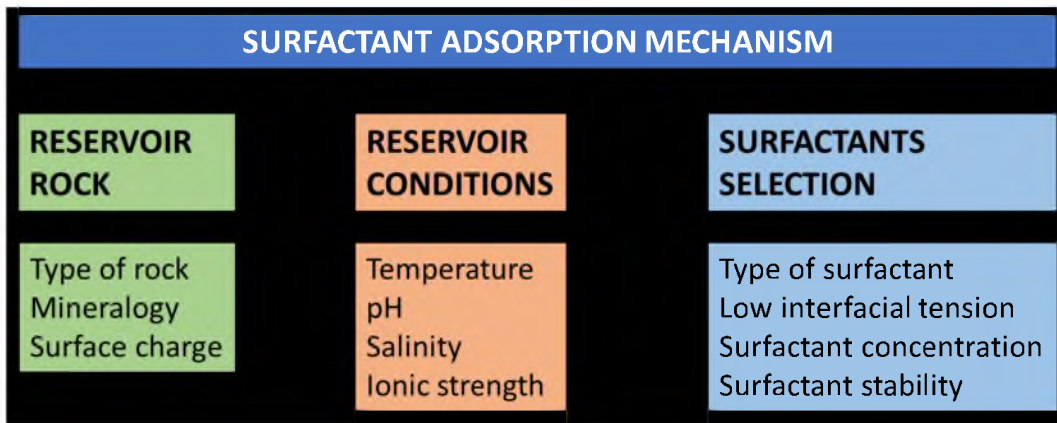 SURFACTANT ADSORPTION MECHANISM
RESERVOIR
ROCK
Type of rock
Mineralogy
Surface charge
RESERVOIR
CONDITIONS
Temperature
pH
Salinity
Ionic strength
SURFACTANTS
SELECTION
Type of surfactant
Low interfacial tension
Surfactant concentration
Surfactant stability